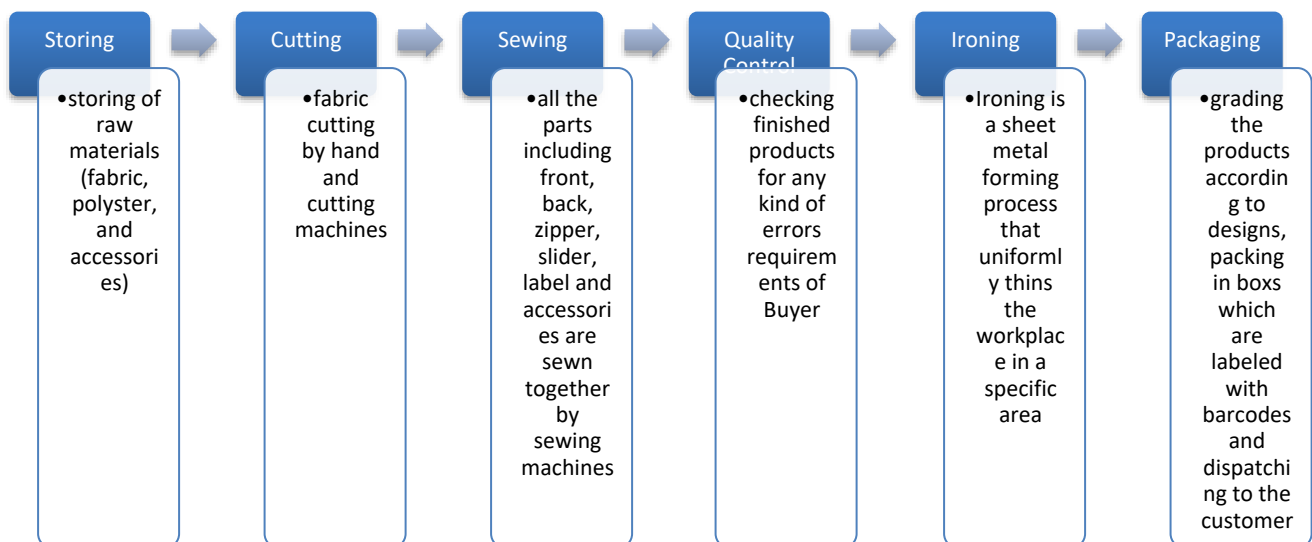 Storing
•storing of
raw
materials
(fabric,
polyster,
and
accessori
es)
Cutting
•fabric
cutting
by hand
and
cutting
machines
Sewing
•all the
parts
including
front,
back,
zipper,
slider,
label and
accessori
es are
sewn
together
by
sewing
machines
Quality
Control
•checking
finished
products
for any
kind of
errors
requirem
ents of
Buyer
Ironing
•Ironing is
a sheet
metal
forming
process
that
uniforml
y thins
the
workplac
e in a
specific
area
Packaging
•grading
the
products
accordin
g to
designs,
packing
in boxs
which
are
labeled
with
barcodes
and
dispatchi
ng to the
customer